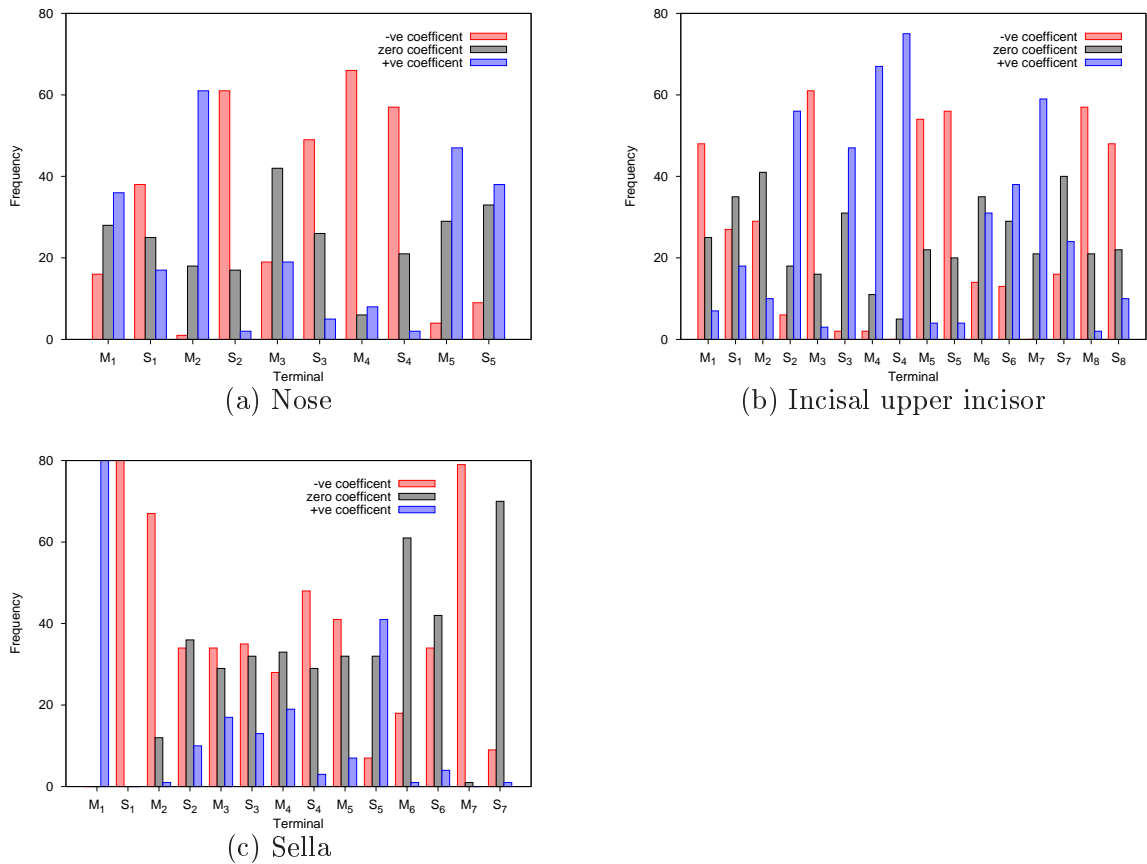 80
60
40
20
0
Frequency
-ve coefficent
zero coefficent
+ve coefficent
M1 S1 M2 S2 M3 S3 M4 S4 M5 S5
Terminal
(a) Nose
80
60
40
20
0
Frequency
-ve coefficent
zero coefficent
+ve coefficent
M1 S1 M2 S2 M3 S3 M4 S4 M5 S5 M6 S6 M7 S7 M8 S8
Terminal
(b) Incisal upper incisor
80
60
40
20
0
Frequency
-ve coefficent
zero coefficent
+ve coefficent
M1 S1 M2 S2 M3 S3 M4 S4 M5 S5 M6 S6 M7 S7
Terminal
(c) Sella